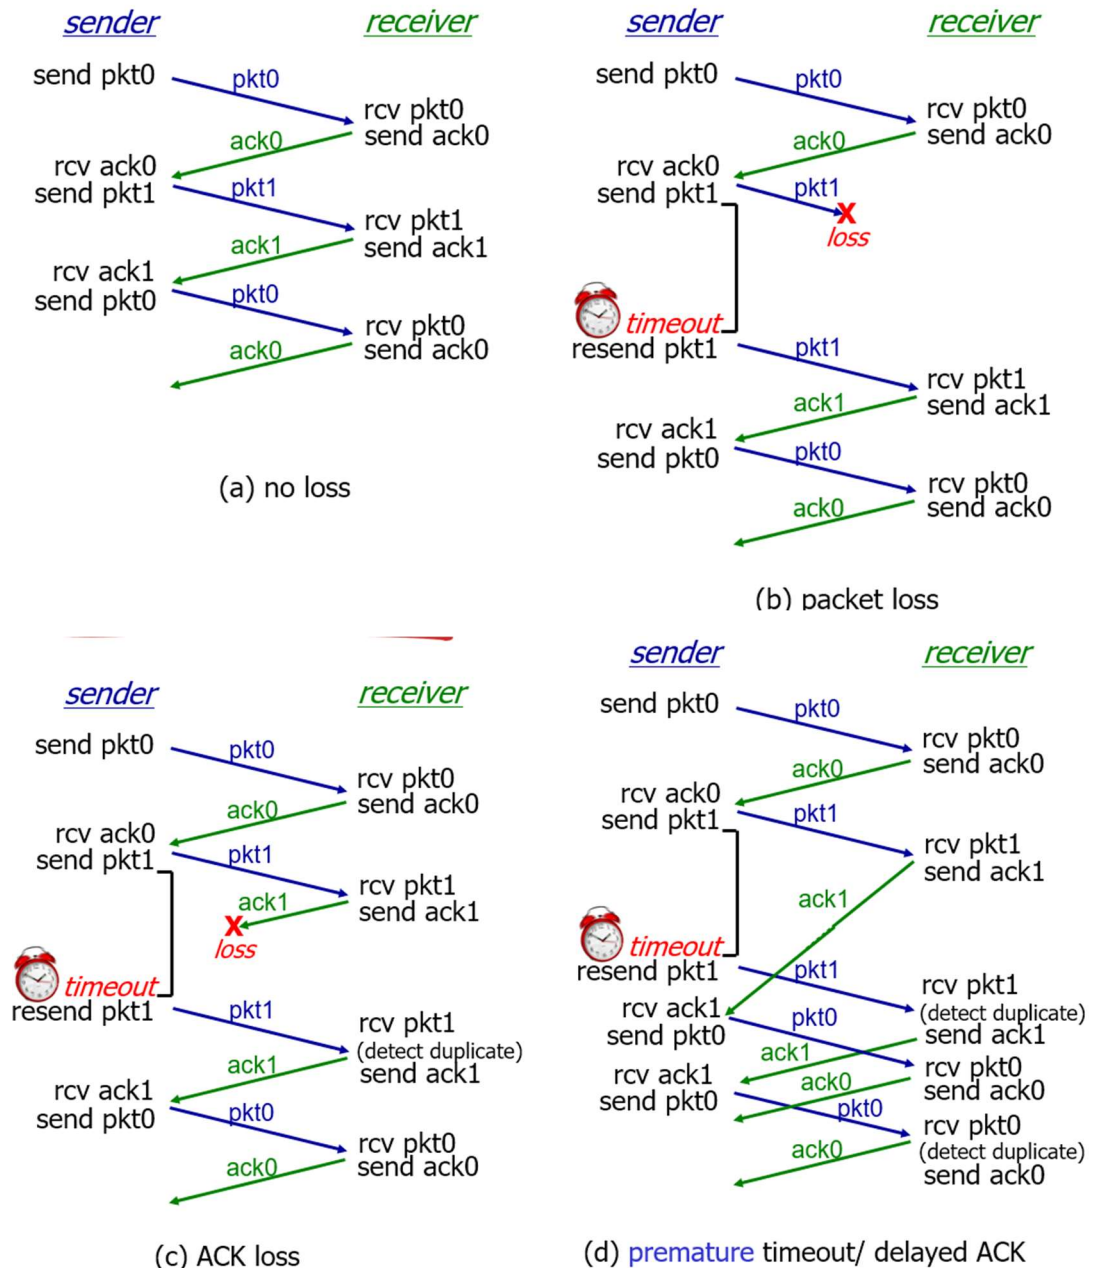 sender receiver
send pkt0
pkt0
rcv pkt0
send ack0
ack0
rcv ack0
send pkt1
pkt1
rcv pkt1
send ack1
ack1
rcv ack1
send pkt0
pkt0
rcv pkt0
send ack0
ack0
(a) no loss
sender receiver
send pkt0
pkt0
rcv pkt0
send ack0
ack0
rcv ack0
send pkt1
pkt1
X
loss
timeout
resend pkt1
pkt1
rcv pkt1
send ack1
ack1
rcv ack1
send pkt0
pkt0
rcv pkt0
send ack0
ack0
(b) packet loss
sender receiver
send pkt0
pkt0
rcv pkt0
send ack0
ack0
rcv ack0
send pkt1
pkt1
rcv pkt1
send ack1
ack1
X
loss
timeout
resend pkt1
pkt1
rcv pkt1
(detect duplicate)
send ack1
ack1
rcv ack1
send pkt0
pkt0
rcv pkt0
send ack0
ack0
(c) ACK loss
sender receiver
send pkt0
pkt0
rcv pkt0
send ack0
ack0
rcv ack0
send pkt1
pkt1
rcv pkt1
send ack1
ack1
timeout
resend pkt1
pkt1
rcv pkt1
(detect duplicate)
send ack1
rcv ack1
send pkt0
pkt0
ack1
rcv pkt0
send ack0
rcv ack1
send pkt0
ack0
pkt0
rcv pkt0
(detect duplicate)
send ack0
ack0
(d) premature timeout/ delayed ACK